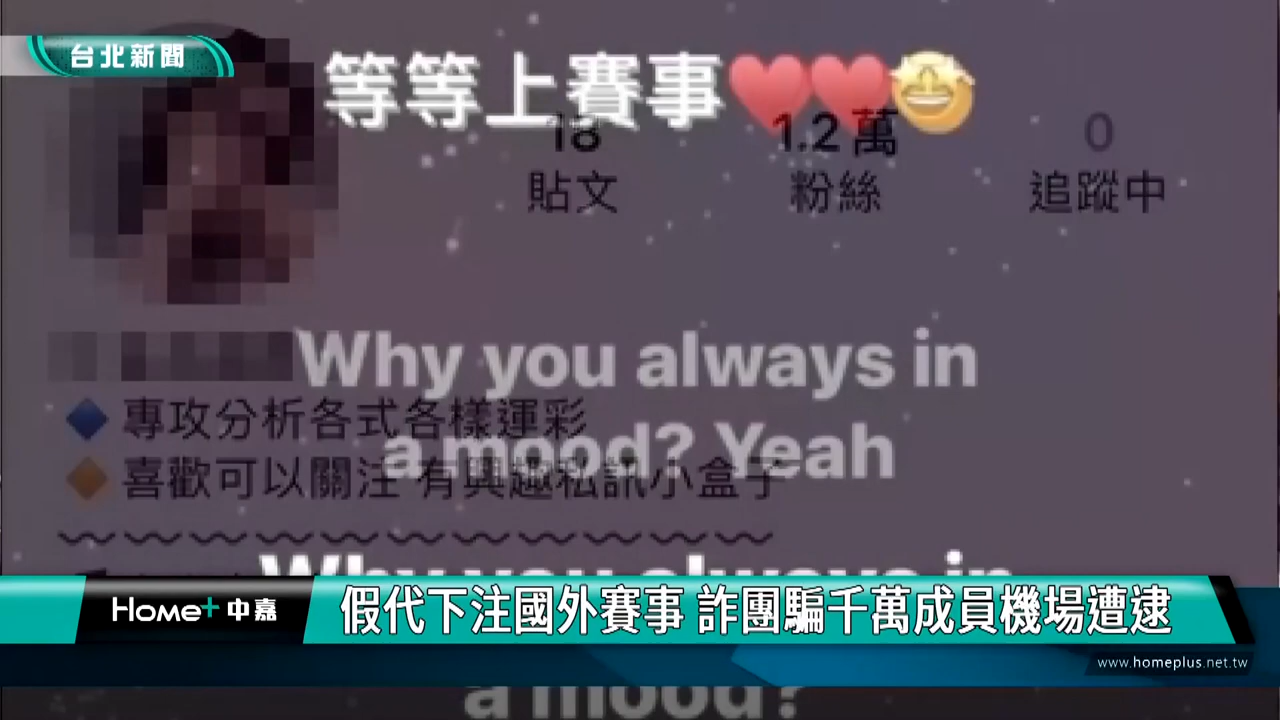 台北新聞
等等上賽事❤️❤️🤩
18
1.2萬
0
貼文
粉絲
追蹤中
Why you always in
a mood? Yeah
🔷 專攻分析各式各樣運彩
🔶 喜歡可以關注 有興趣私訊小盒子
Why you always in
a mood?
Home+ 中嘉
假代下注國外賽事 詐團騙千萬成員機場遭逮
www.homeplus.net.tw